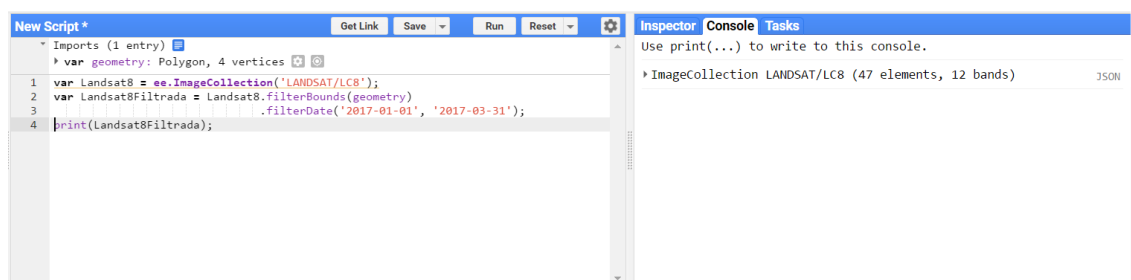 New Script *
Get Link Save Run Reset
Imports (1 entry)
var geometry: Polygon, 4 vertices
1 var Landsat8 = ee.ImageCollection('LANDSAT/LC8');
2 var Landsat8Filtrada = Landsat8.filterBounds(geometry)
3 .filterDate('2017-01-01', '2017-03-31');
4 print(Landsat8Filtrada);
Inspector Console Tasks
Use print(...) to write to this console.
ImageCollection LANDSAT/LC8 (47 elements, 12 bands) JSON